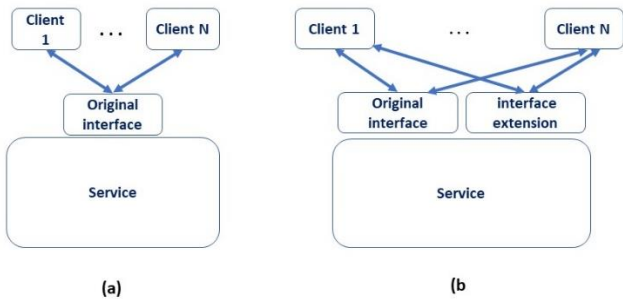 Client
1
. . .
Client N
Original
interface
Service
(a)
Client 1
. . .
Client N
Original
interface
interface
extension
Service
(b